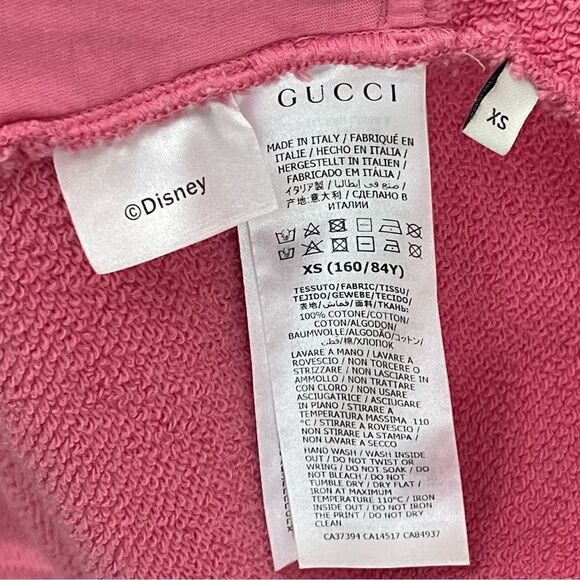 GUCCI
XS
©Disney
MADE IN ITALY / FABRIQUÉ EN
ITALIE / HECHO EN ITALIA /
HERGESTELLT IN ITALIEN /
FABRICADO EM ITÁLIA /
イタリア製 / صنع في إيطاليا /
产地:意大利 / СДЕЛАНО В
ИТАЛИИ
XS (160/84Y)
TESSUTO/FABRIC/TISSU/
TEJIDO/GEWEBE/TECIDO/
表地/قماش/面料/ТКАНЬ:
100% COTONE/COTTON/
COTON/ALGODON/
BAUMWOLLE/ALGODÃO/コットン/
قطن/棉/ХЛОПОК
LAVARE A MANO / LAVARE A
ROVESCIO / NON TORCERE O
STRIZZARE / NON LASCIARE IN
AMMOLLO / NON TRATTARE
CON CLORO / NON USARE
ASCIUGATRICE / ASCIUGARE
IN PIANO / STIRARE A
TEMPERATURA MASSIMA 110
°C / STIRARE A ROVESCIO /
NON STIRARE LA STAMPA /
NON LAVARE A SECCO
HAND WASH / WASH INSIDE
OUT / DO NOT TWIST OR
WRING / DO NOT SOAK / DO
NOT BLEACH / DO NOT
TUMBLE DRY / DRY FLAT /
IRON AT MAXIMUM
TEMPERATURE 110°C / IRON
INSIDE OUT / DO NOT IRON
THE PRINT / DO NOT DRY
CLEAN
CA37394 CA14517 CA84937